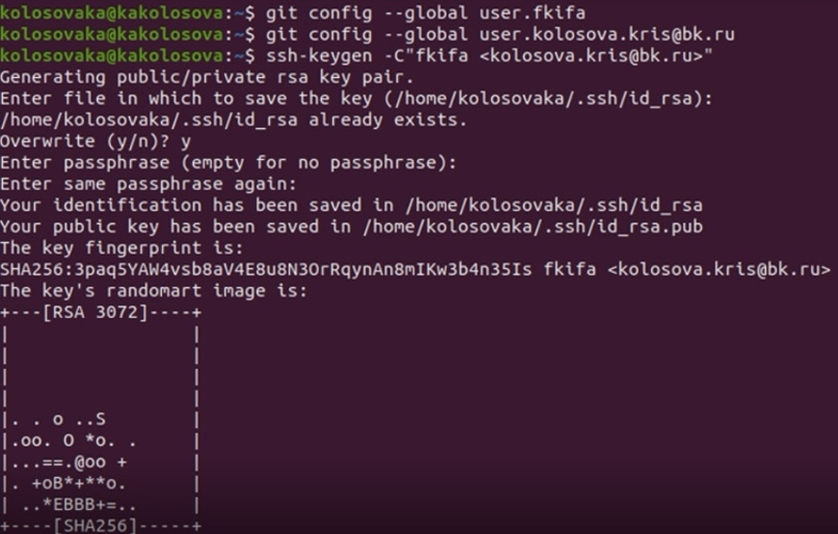 kolosovaka@kakolosova:~$ git config --global user.fkifa
kolosovaka@kakolosova:~$ git config --global user.kolosova.kris@bk.ru
kolosovaka@kakolosova:~$ ssh-keygen -C"fkifa <kolosova.kris@bk.ru>"
Generating public/private rsa key pair.
Enter file in which to save the key (/home/kolosovaka/.ssh/id_rsa):
/home/kolosovaka/.ssh/id_rsa already exists.
Overwrite (y/n)? y
Enter passphrase (empty for no passphrase):
Enter same passphrase again:
Your identification has been saved in /home/kolosovaka/.ssh/id_rsa
Your public key has been saved in /home/kolosovaka/.ssh/id_rsa.pub
The key fingerprint is:
SHA256:3paq5YAW4vsb8aV4E8u8N3OrRqynAn8mIKw3b4n35Is fkifa <kolosova.kris@bk.ru>
The key's randomart image is:
+---[RSA 3072]----+
|                 |
|                 |
|                 |
|                 |
|. . o ..S        |
|.oo. O *o. .     |
|...==.@oo +      |
|. +oB*+**o.      |
| ..*EBBB+=..     |
+----[SHA256]-----+